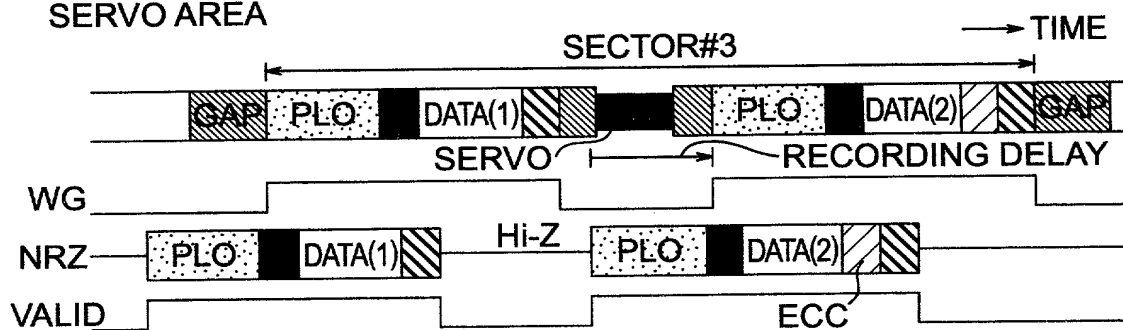 SERVO AREA
TIME
SECTOR#3
GAP PLO DATA(1) PLO DATA(2) GAP
SERVO RECORDING DELAY
WG
NRZ PLO DATA(1) Hi-Z PLO DATA(2)
VALID ECC